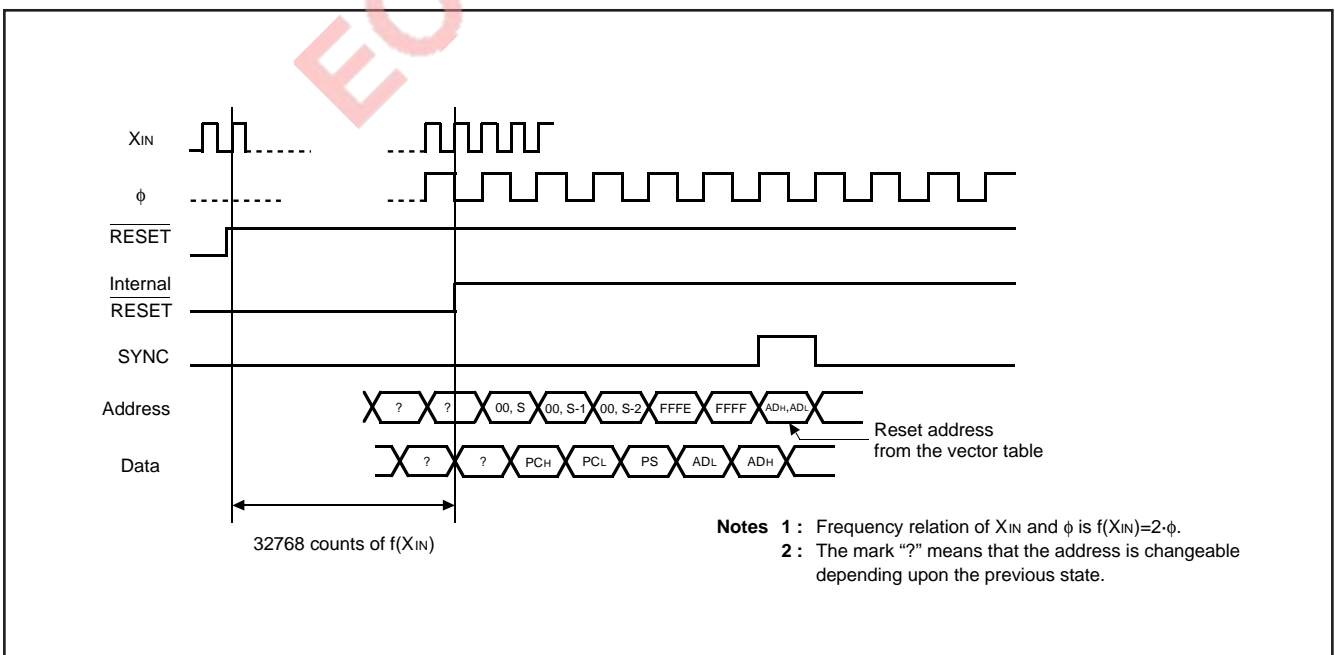 XIN
φ
RESET
Internal
RESET
SYNC
Address
? ? 00, S 00, S-1 00, S-2 FFFE FFFF ADH,ADL
Reset address
from the vector table
Data
? ? PCH PCL PS ADL ADH
32768 counts of f(XIN)
Notes 1 : Frequency relation of XIN and φ is f(XIN)=2·φ.
2 : The mark “?” means that the address is changeable
depending upon the previous state.